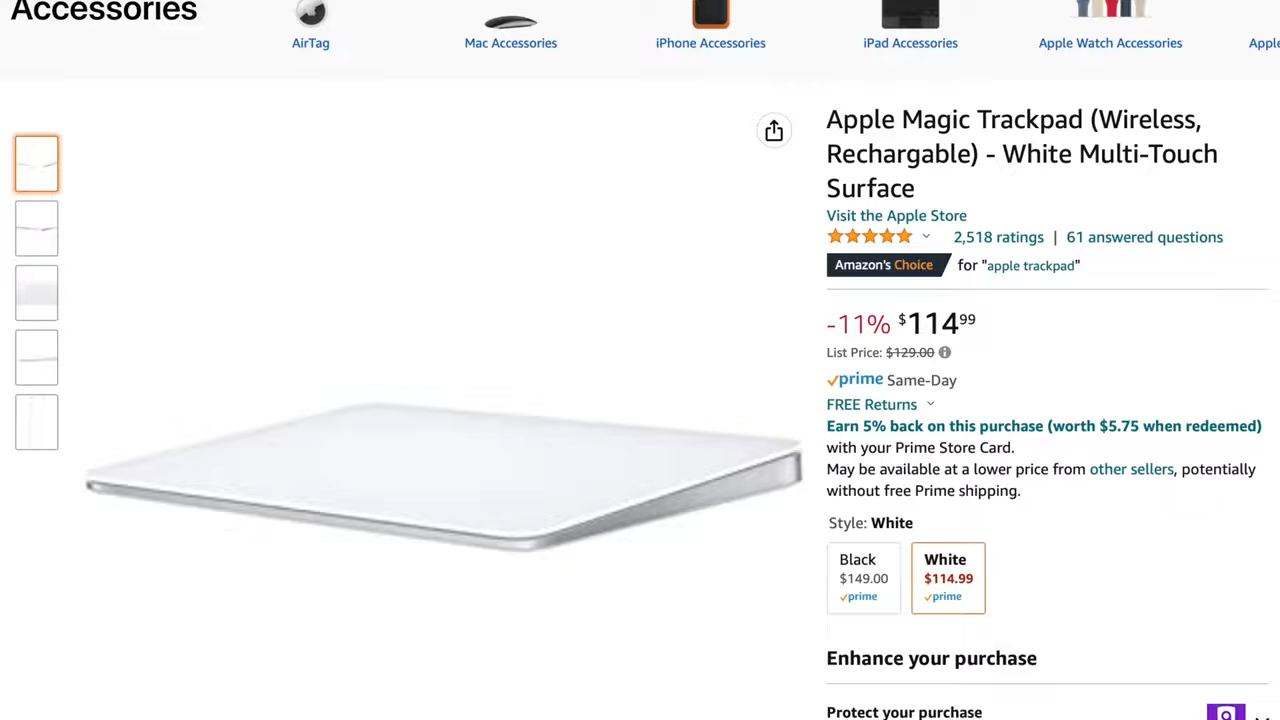 Accessories
AirTag
Mac Accessories
iPhone Accessories
iPad Accessories
Apple Watch Accessories
Apple
Apple Magic Trackpad (Wireless,
Rechargable) - White Multi-Touch
Surface
Visit the Apple Store
2,518 ratings | 61 answered questions
Amazon's Choice for "apple trackpad"
-11% $114 99
List Price: $129.00
prime Same-Day
FREE Returns
Earn 5% back on this purchase (worth $5.75 when redeemed)
with your Prime Store Card.
May be available at a lower price from other sellers, potentially
without free Prime shipping.
Style: White
Black
$149.00
prime
White
$114.99
prime
Enhance your purchase
Protect your purchase